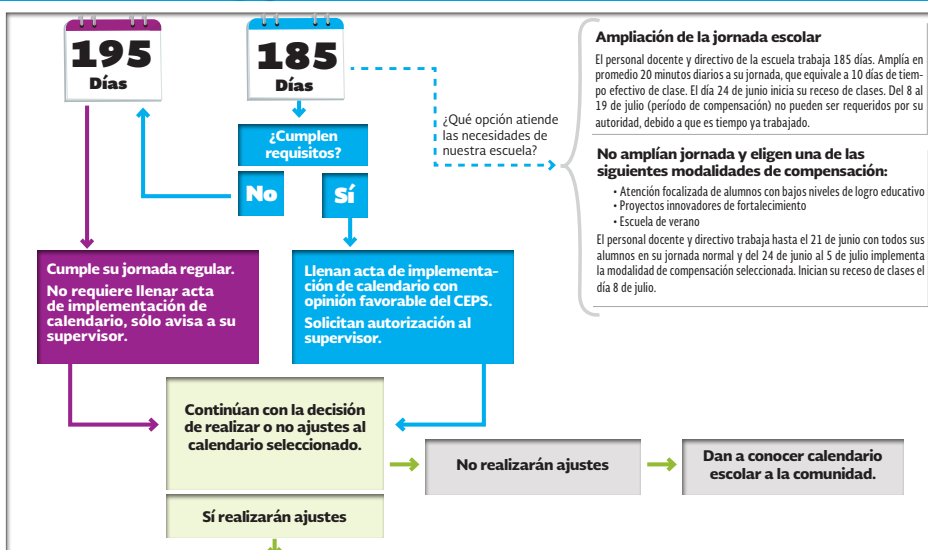 195
Días
185
Días
¿Cumplen
requisitos?
No
Sí
¿Qué opción atiende
las necesidades de
nuestra escuela?
Ampliación de la jornada escolar
El personal docente y directivo de la escuela trabaja 185 días. Amplía en
promedio 20 minutos diarios a su jornada, que equivale a 10 días de tiem-
po efectivo de clase. El día 24 de junio inicia su receso de clases. Del 8 al
19 de julio (período de compensación) no pueden ser requeridos por su
autoridad, debido a que es tiempo ya trabajado.
No amplían jornada y eligen una de las
siguientes modalidades de compensación:
• Atención focalizada de alumnos con bajos niveles de logro educativo
• Proyectos innovadores de fortalecimiento
• Escuela de verano
El personal docente y directivo trabaja hasta el 21 de junio con todos sus
alumnos en su jornada normal y del 24 de junio al 5 de julio implementa
la modalidad de compensación seleccionada. Inician su receso de clases el
día 8 de julio.
Cumple su jornada regular.
No requiere llenar acta
de implementación de
calendario, sólo avisa a su
supervisor.
Llenan acta de implementa-
ción de calendario con
opinión favorable del CEPS.
Solicitan autorización al
supervisor.
Continúan con la decisión
de realizar o no ajustes al
calendario seleccionado.
No realizarán ajustes
Dan a conocer calendario
escolar a la comunidad.
Sí realizarán ajustes